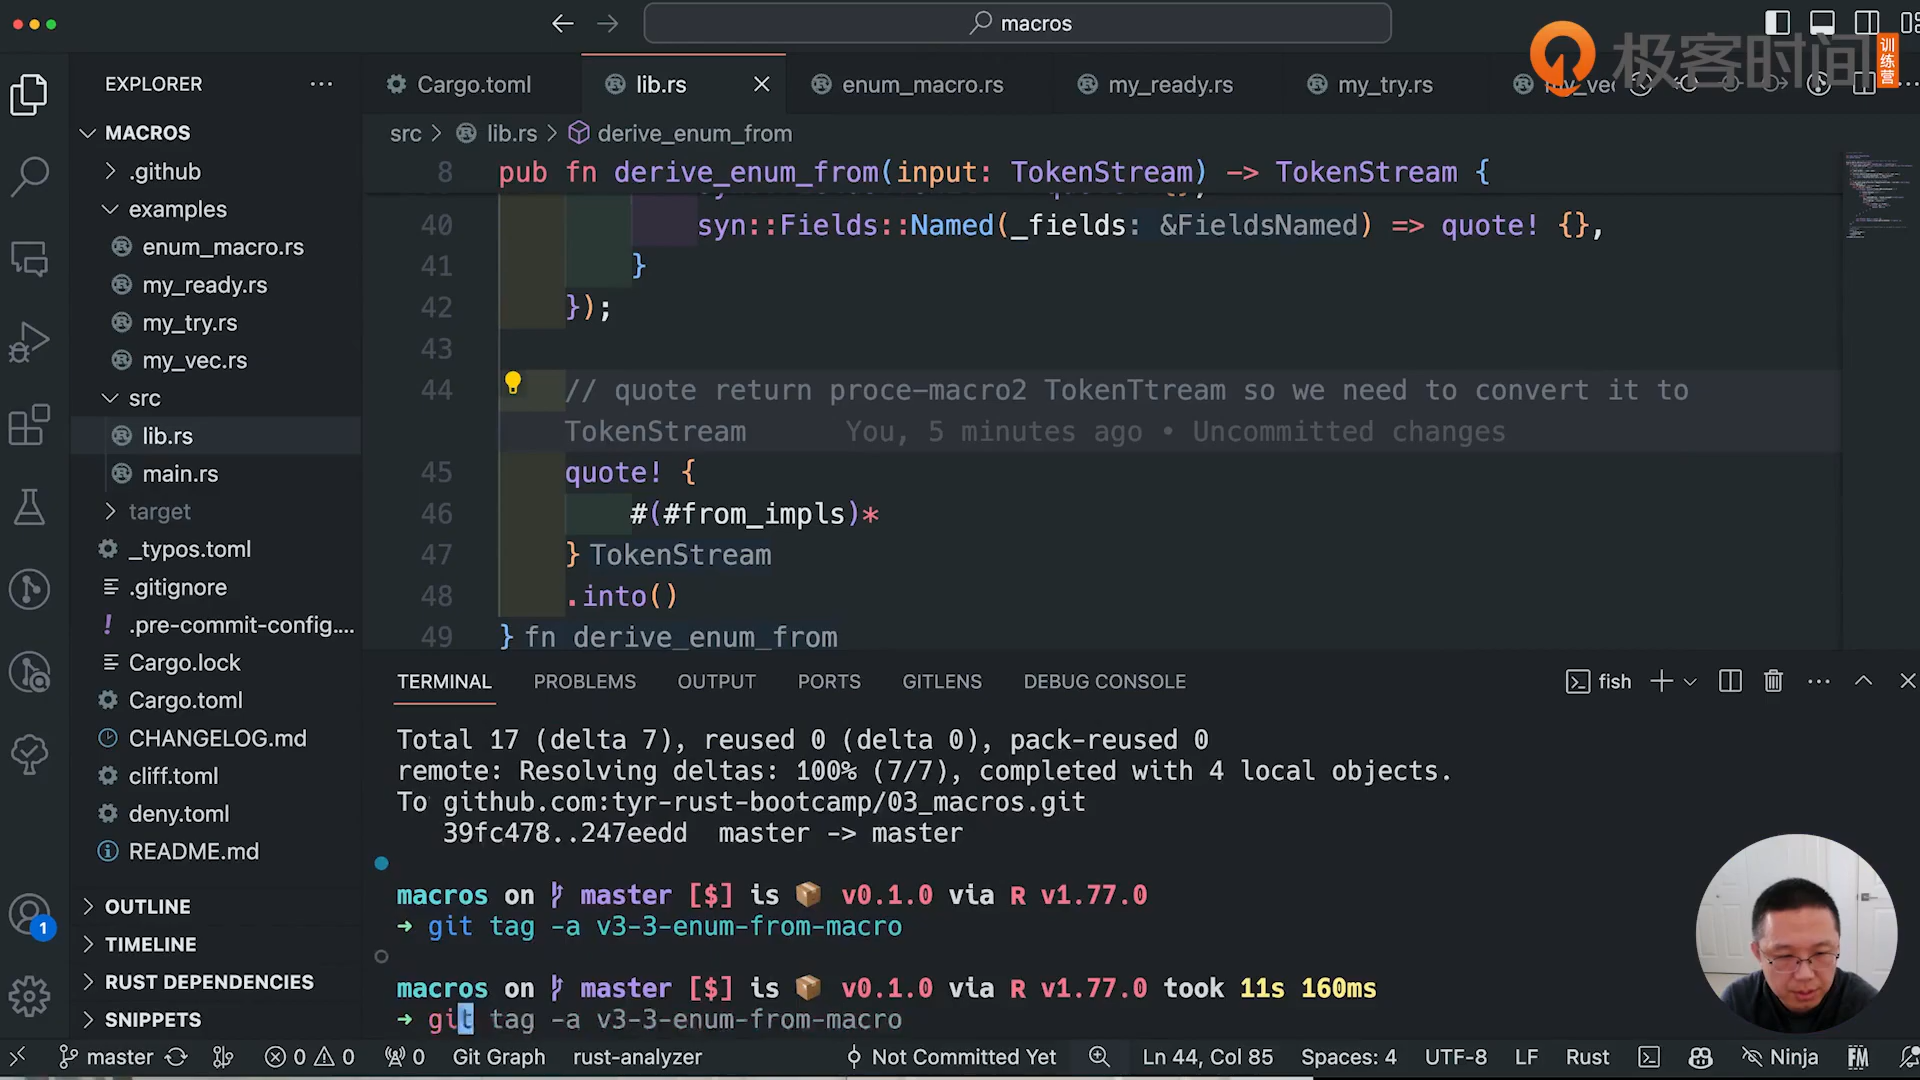 macros
极客时间
训练营
EXPLORER
Cargo.toml
lib.rs
enum_macro.rs
my_ready.rs
my_try.rs
MACROS
.github
examples
enum_macro.rs
my_ready.rs
my_try.rs
my_vec.rs
src
lib.rs
main.rs
target
_typos.toml
.gitignore
! .pre-commit-config....
Cargo.lock
Cargo.toml
CHANGELOG.md
cliff.toml
deny.toml
README.md
OUTLINE
TIMELINE
RUST DEPENDENCIES
SNIPPETS
src > lib.rs > derive_enum_from
8 pub fn derive_enum_from(input: TokenStream) -> TokenStream {
40 syn::Fields::Named(_fields: &FieldsNamed) => quote! {},
41 }
42 });
43
44 // quote return proce-macro2 TokenTtream so we need to convert it to
TokenStream You, 5 minutes ago • Uncommitted changes
45 quote! {
46 #(#from_impls)*
47 } TokenStream
48 .into()
49 } fn derive_enum_from
TERMINAL PROBLEMS OUTPUT PORTS GITLENS DEBUG CONSOLE
fish
Total 17 (delta 7), reused 0 (delta 0), pack-reused 0
remote: Resolving deltas: 100% (7/7), completed with 4 local objects.
To github.com:tyr-rust-bootcamp/03_macros.git
39fc478..247eedd master -> master
macros on master [$] is 📦 v0.1.0 via R v1.77.0
➜ git tag -a v3-3-enum-from-macro
macros on master [$] is 📦 v0.1.0 via R v1.77.0 took 11s 160ms
➜ git tag -a v3-3-enum-from-macro
1
master 0 0 0 Git Graph rust-analyzer Not Committed Yet Ln 44, Col 85 Spaces: 4 UTF-8 LF Rust Ninja